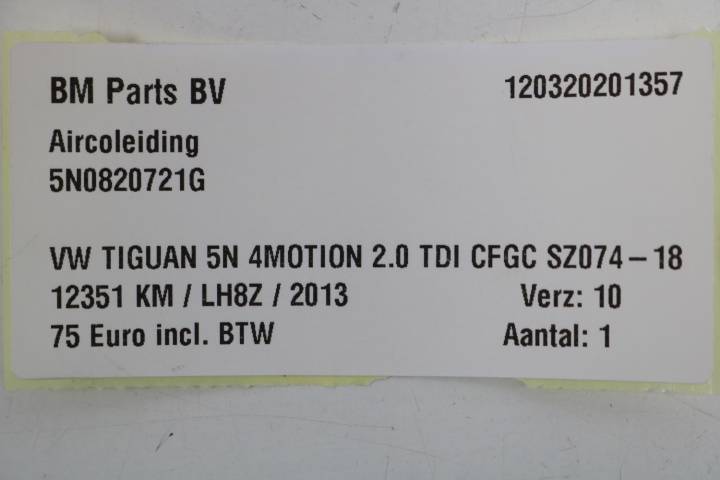 BM Parts BV 120320201357
Aircoleiding
5N0820721G
VW TIGUAN 5N 4MOTION 2.0 TDI CFGC SZ074-18
12351 KM / LH8Z / 2013 Verz: 10
75 Euro incl. BTW Aantal: 1